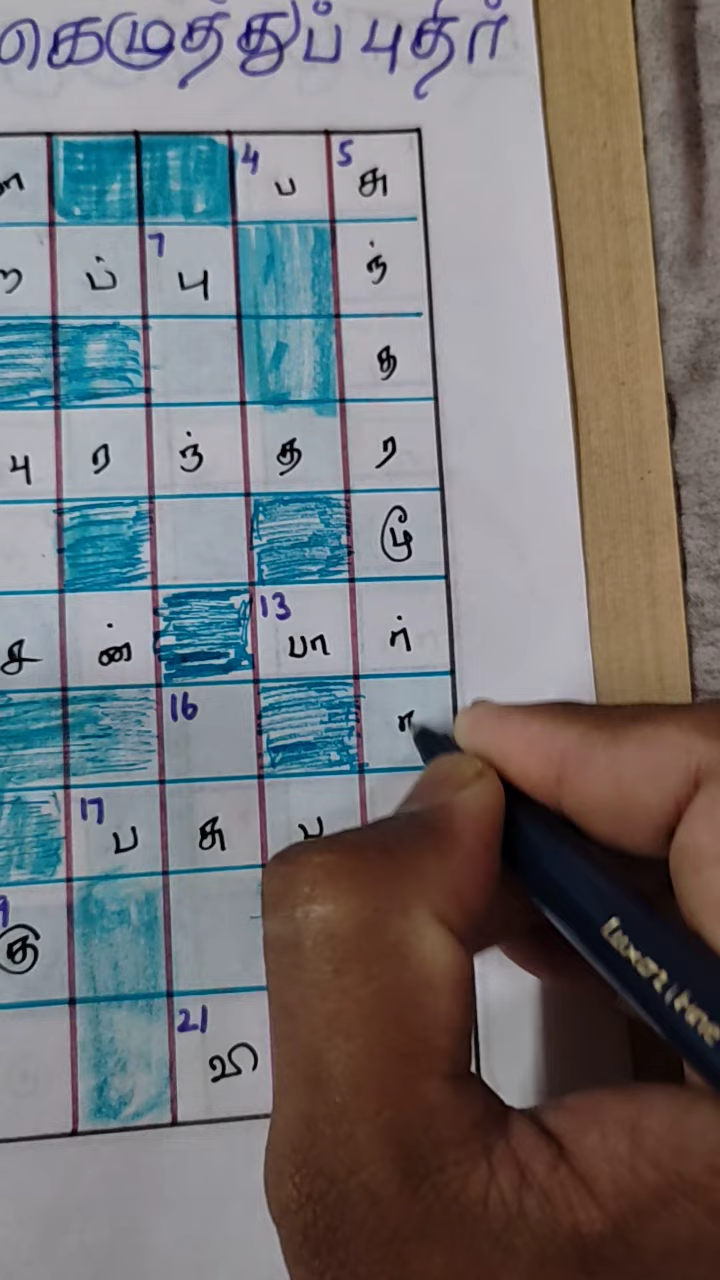 கெழுத்துப் புதிர்
4 ப 5 சு
ப் 7 பு ந்
த
பு ர ந் த ர
மூ
ச ன் 13 பா ர்
16
17 ப சு ப
கு
21 வி